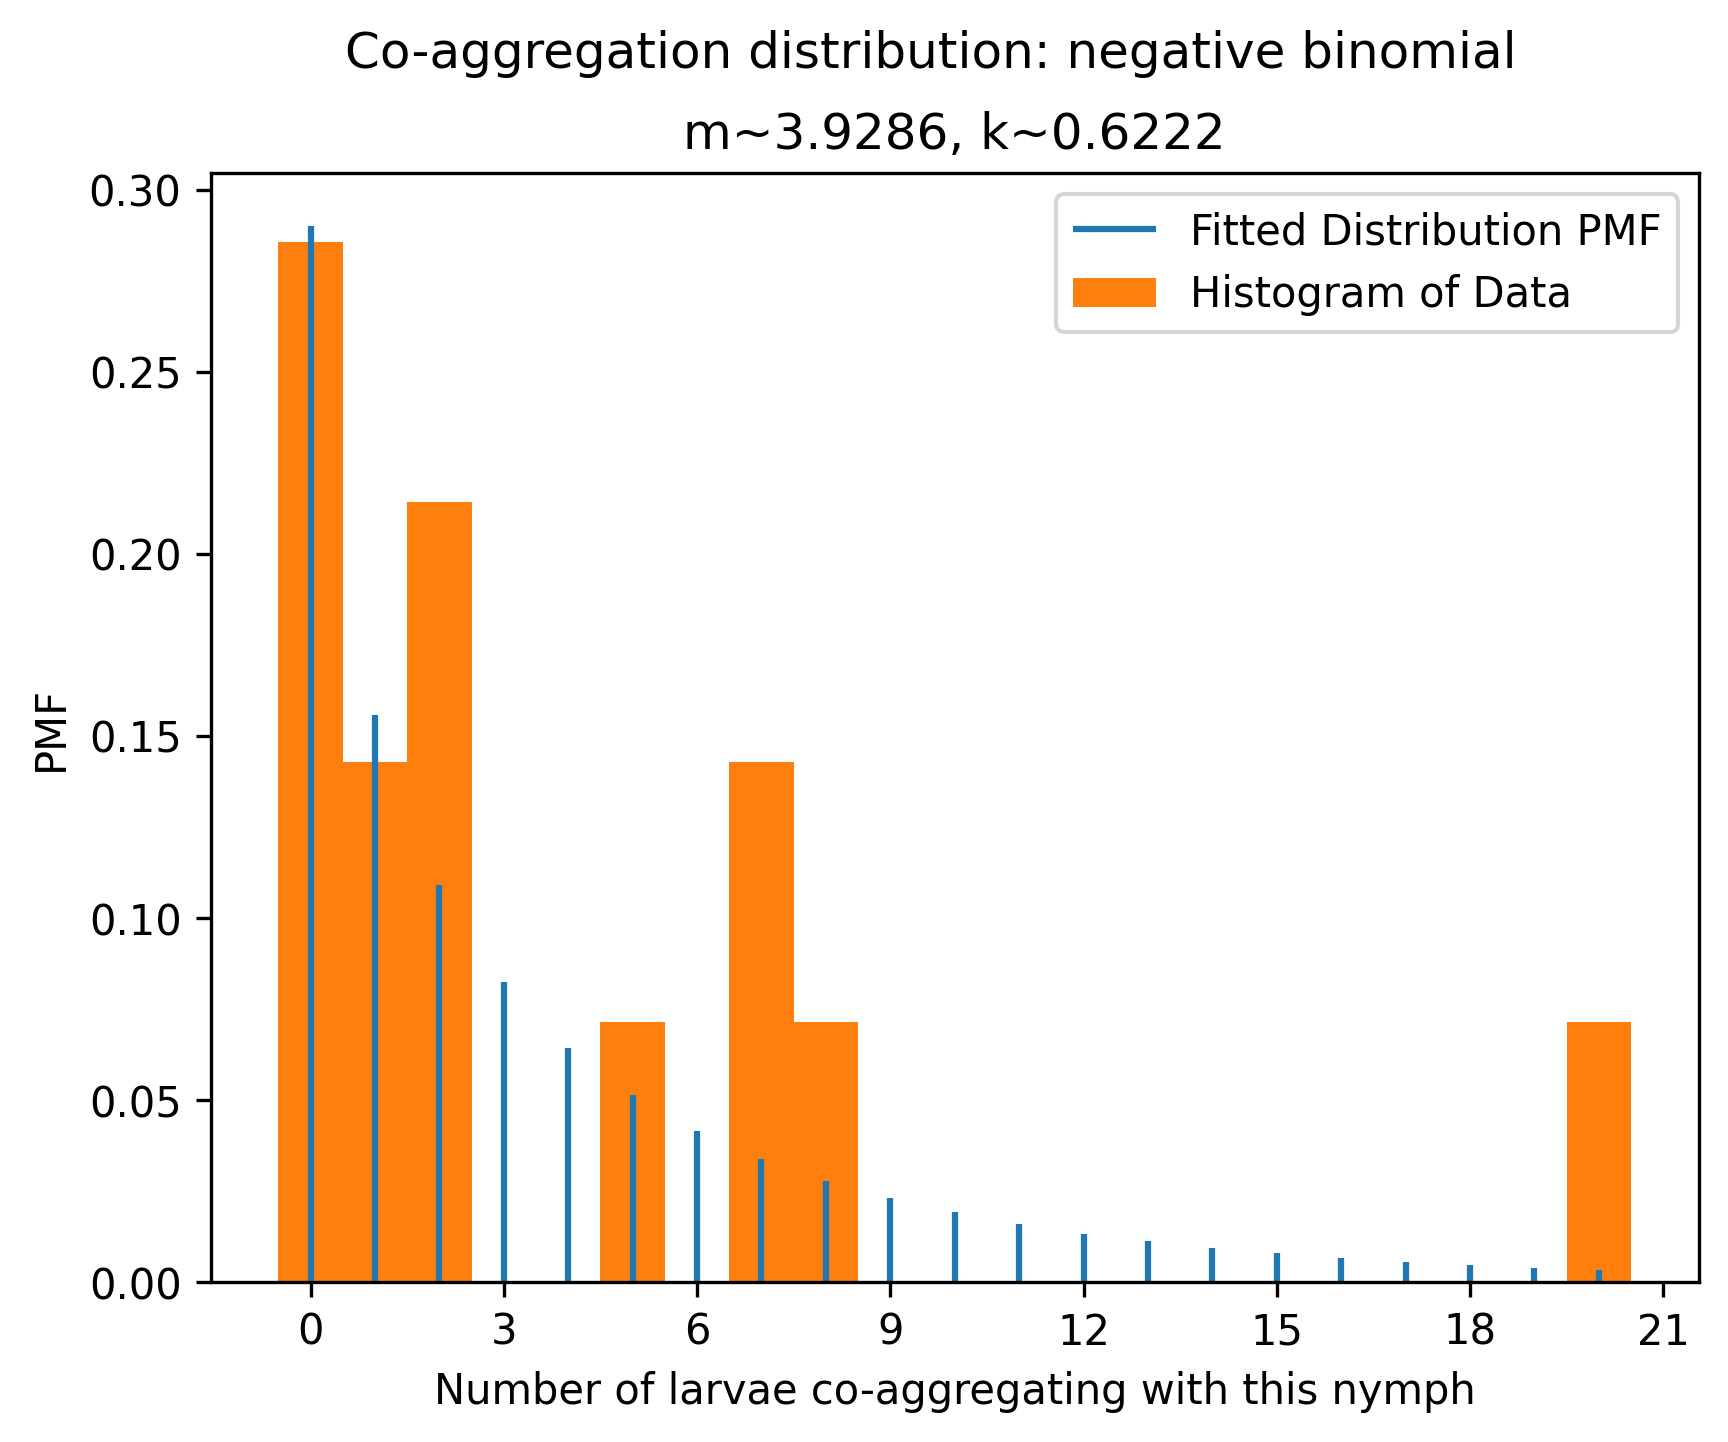 Co-aggregation distribution: negative binomial
m~3.9286, k~0.6222
Fitted Distribution PMF
Histogram of Data
PMF
0.30
0.25
0.20
0.15
0.10
0.05
0.00
0 3 6 9 12 15 18 21
Number of larvae co-aggregating with this nymph